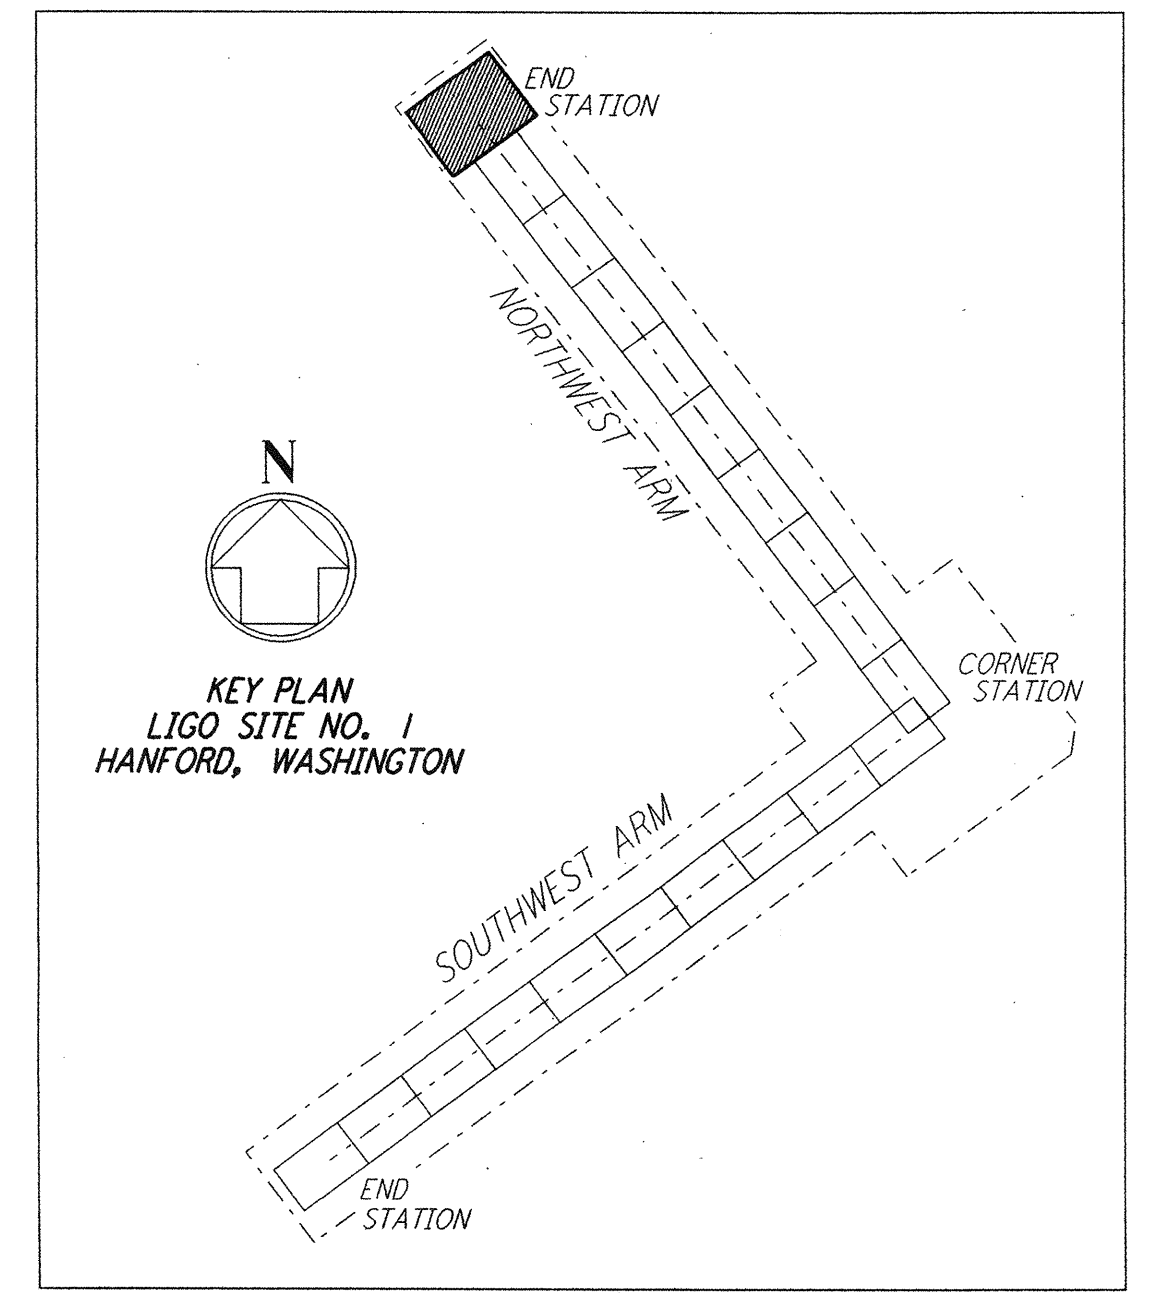 END
STATION
NORTHWEST ARM
N
CORNER
STATION
KEY PLAN
LIGO SITE NO. 1
HANFORD, WASHINGTON
SOUTHWEST ARM
END
STATION